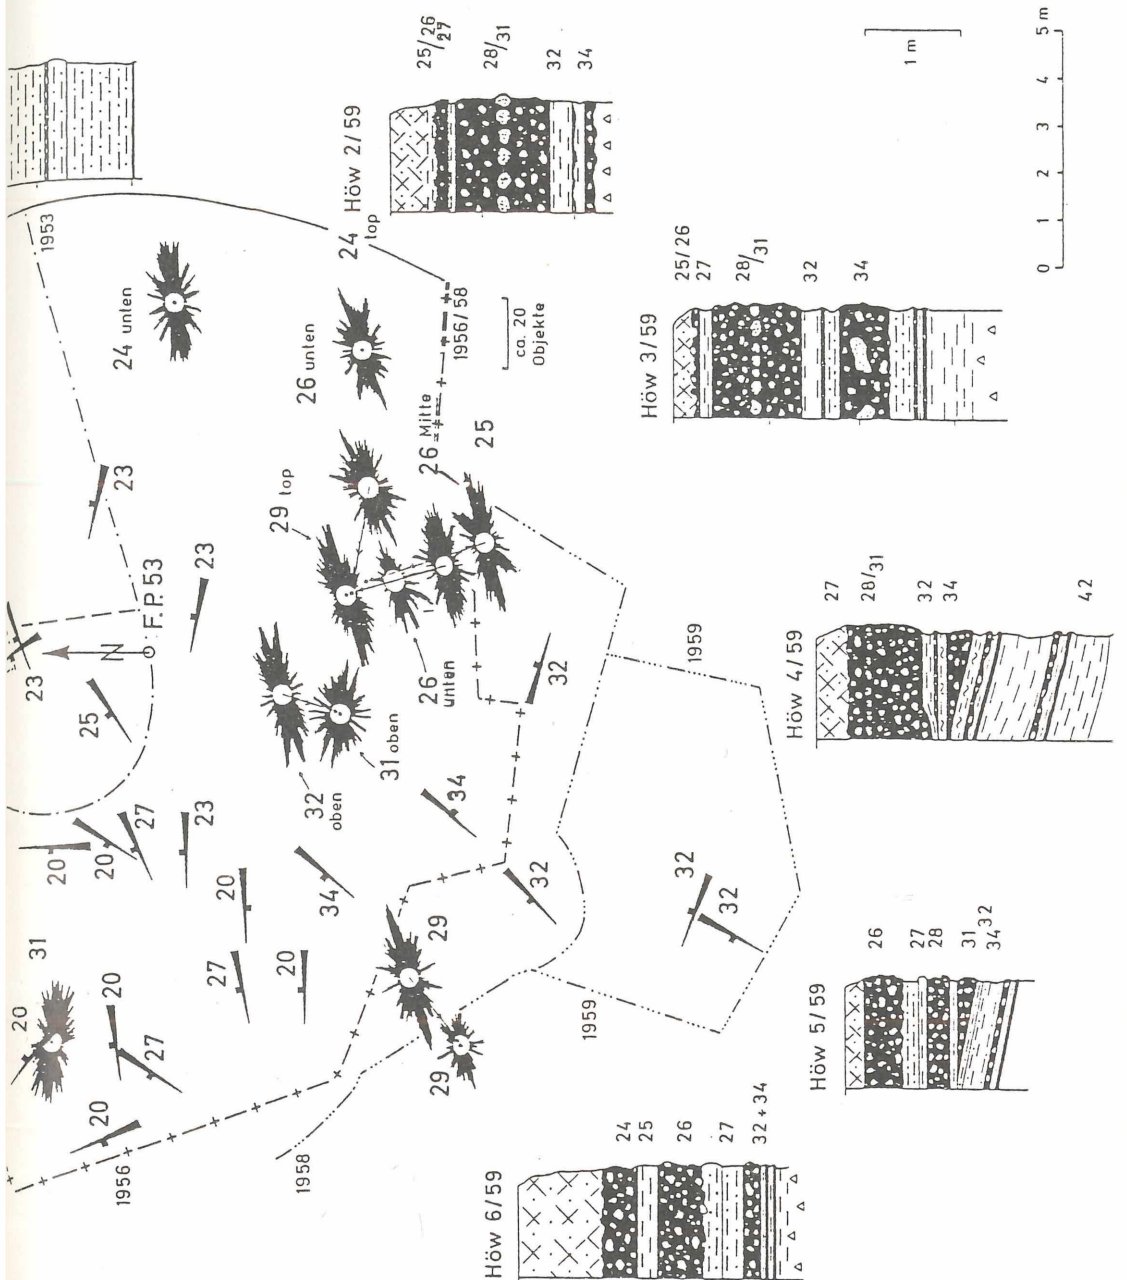 1953
24 unten
Höw 2/59
25/26
27
28/31
32
34
24 top
26 unten
1956/58
ca. 20
Objekte
1 m
0 1 2 3 4 5 m
Höw 3/59
25/26
27
28/31
32
34
23
F.P. 53
N
23
23
25
29 top
26 Mitte
25
26
unten
31 oben
32
oben
32
34
1959
Höw 4/59
27
28/31
32
34
42
20
20
27
23
20
34
32
32
32
31
20
20
27
27
20
29
29
20
1956
1958
1959
Höw 5/59
26
27
28
31
34
32
Höw 6/59
24
25
26
27
32 + 34